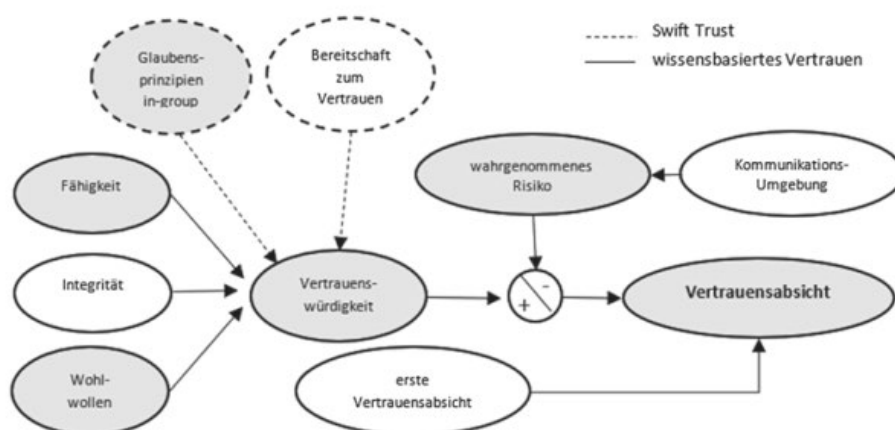 Swift Trust
wissensbasiertes Vertrauen
Glaubens-
prinzipien
in-group
Bereitschaft
zum
Vertrauen
wahrgenommenes
Risiko
Kommunikations-
Umgebung
Fähigkeit
Integrität
Wohl-
wollen
Vertrauens-
würdigkeit
+ -
Vertrauensabsicht
erste
Vertrauensabsicht